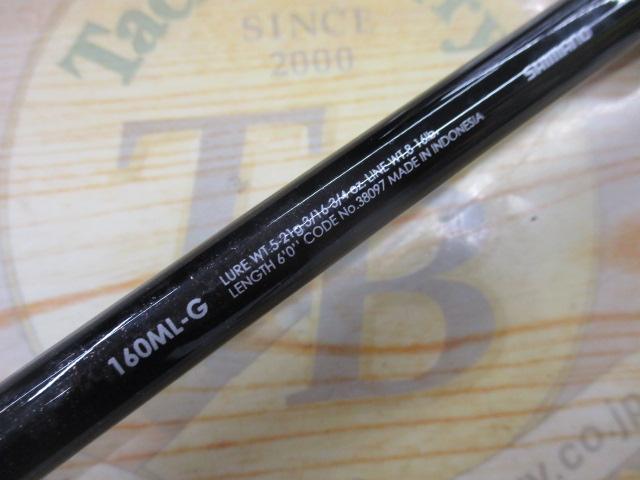 SINCE
2000
TB
SHIMANO
160ML-G
LURE WT. 5-21g 3/16-3/4 oz. LINE WT.8-16lb.
LENGTH 6'0'' CODE No.38097 MADE IN INDONESIA